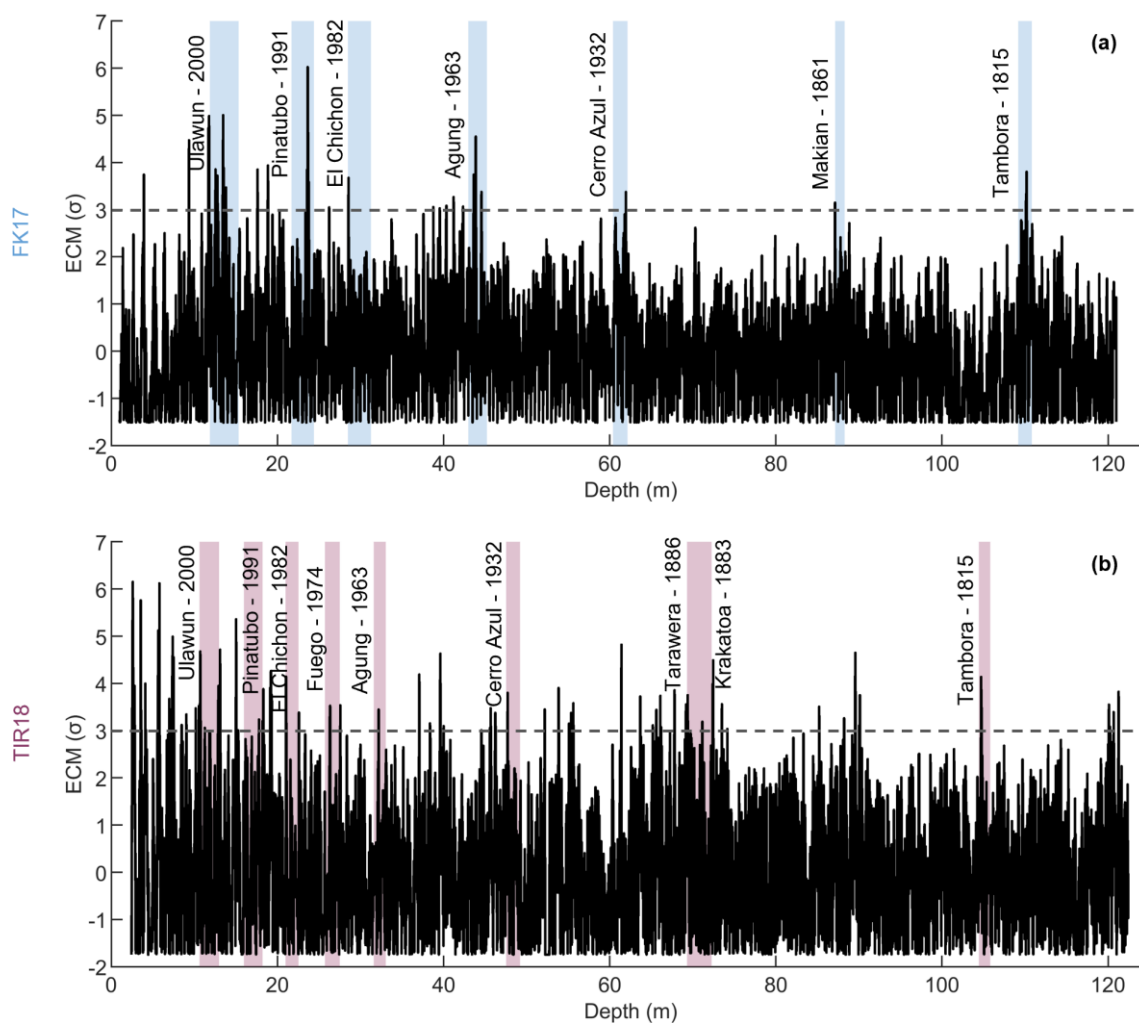 (a)
FK17
ECM (σ)
7
6
5
4
3
2
1
0
-1
-2
Ulawun - 2000
Pinatubo - 1991
El Chichon - 1982
Agung - 1963
Cerro Azul - 1932
Makian - 1861
Tambora - 1815
0
20
40
60
80
100
120
Depth (m)
(b)
TIR18
ECM (σ)
7
6
5
4
3
2
1
0
-1
-2
Ulawun - 2000
Pinatubo - 1991
El Chichon - 1982
Fuego - 1974
Agung - 1963
Cerro Azul - 1932
Tarawera - 1886
Krakatoa - 1883
Tambora - 1815
0
20
40
60
80
100
120
Depth (m)